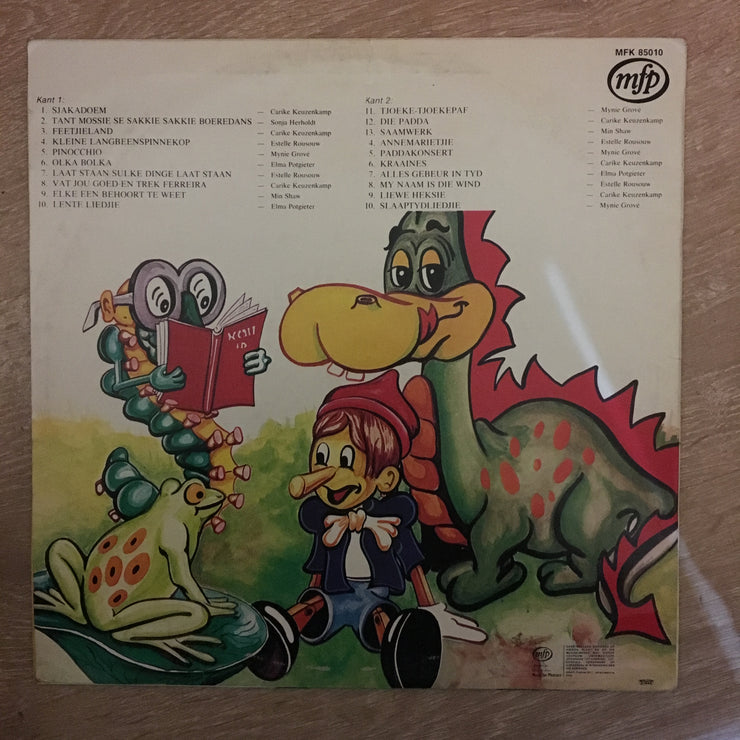 MFK 85010
mfp
Kant 1:
1. SJAKADOEM — Carike Keuzenkamp
2. TANT MOSSIE SE SAKKIE SAKKIE BOEREDANS — Sonja Herholdt
3. FEETJIELAND — Carike Keuzenkamp
4. KLEINE LANGBEENSPINNEKOP — Estelle Rousouw
5. PINOCCHIO — Mynie Grové
6. OLKA BOLKA — Elma Potgieter
7. LAAT STAAN SULKE DINGE LAAT STAAN — Estelle Rousouw
8. VAT JOU GOED EN TREK FERREIRA — Carike Keuzenkamp
9. ELKE EEN BEHOORT TE WEET — Min Shaw
10. LENTE LIEDJIE — Elma Potgieter
Kant 2:
11. TJOEKE-TJOEKEPAF — Mynie Grové
12. DIE PADDA — Carike Keuzenkamp
13. SAAMWERK — Min Shaw
4. ANNEMARIETJIE — Estelle Rousouw
5. PADDAKONSERT — Mynie Grové
6. KRAAINES — Carike Keuzenkamp
7. ALLES GEBEUR IN TYD — Elma Potgieter
8. MY NAAM IS DIE WIND — Estelle Rousouw
9. LIEWE HEKSIE — Carike Keuzenkamp
10. SLAAPTYDLIEDJIE — Mynie Grové
mfp